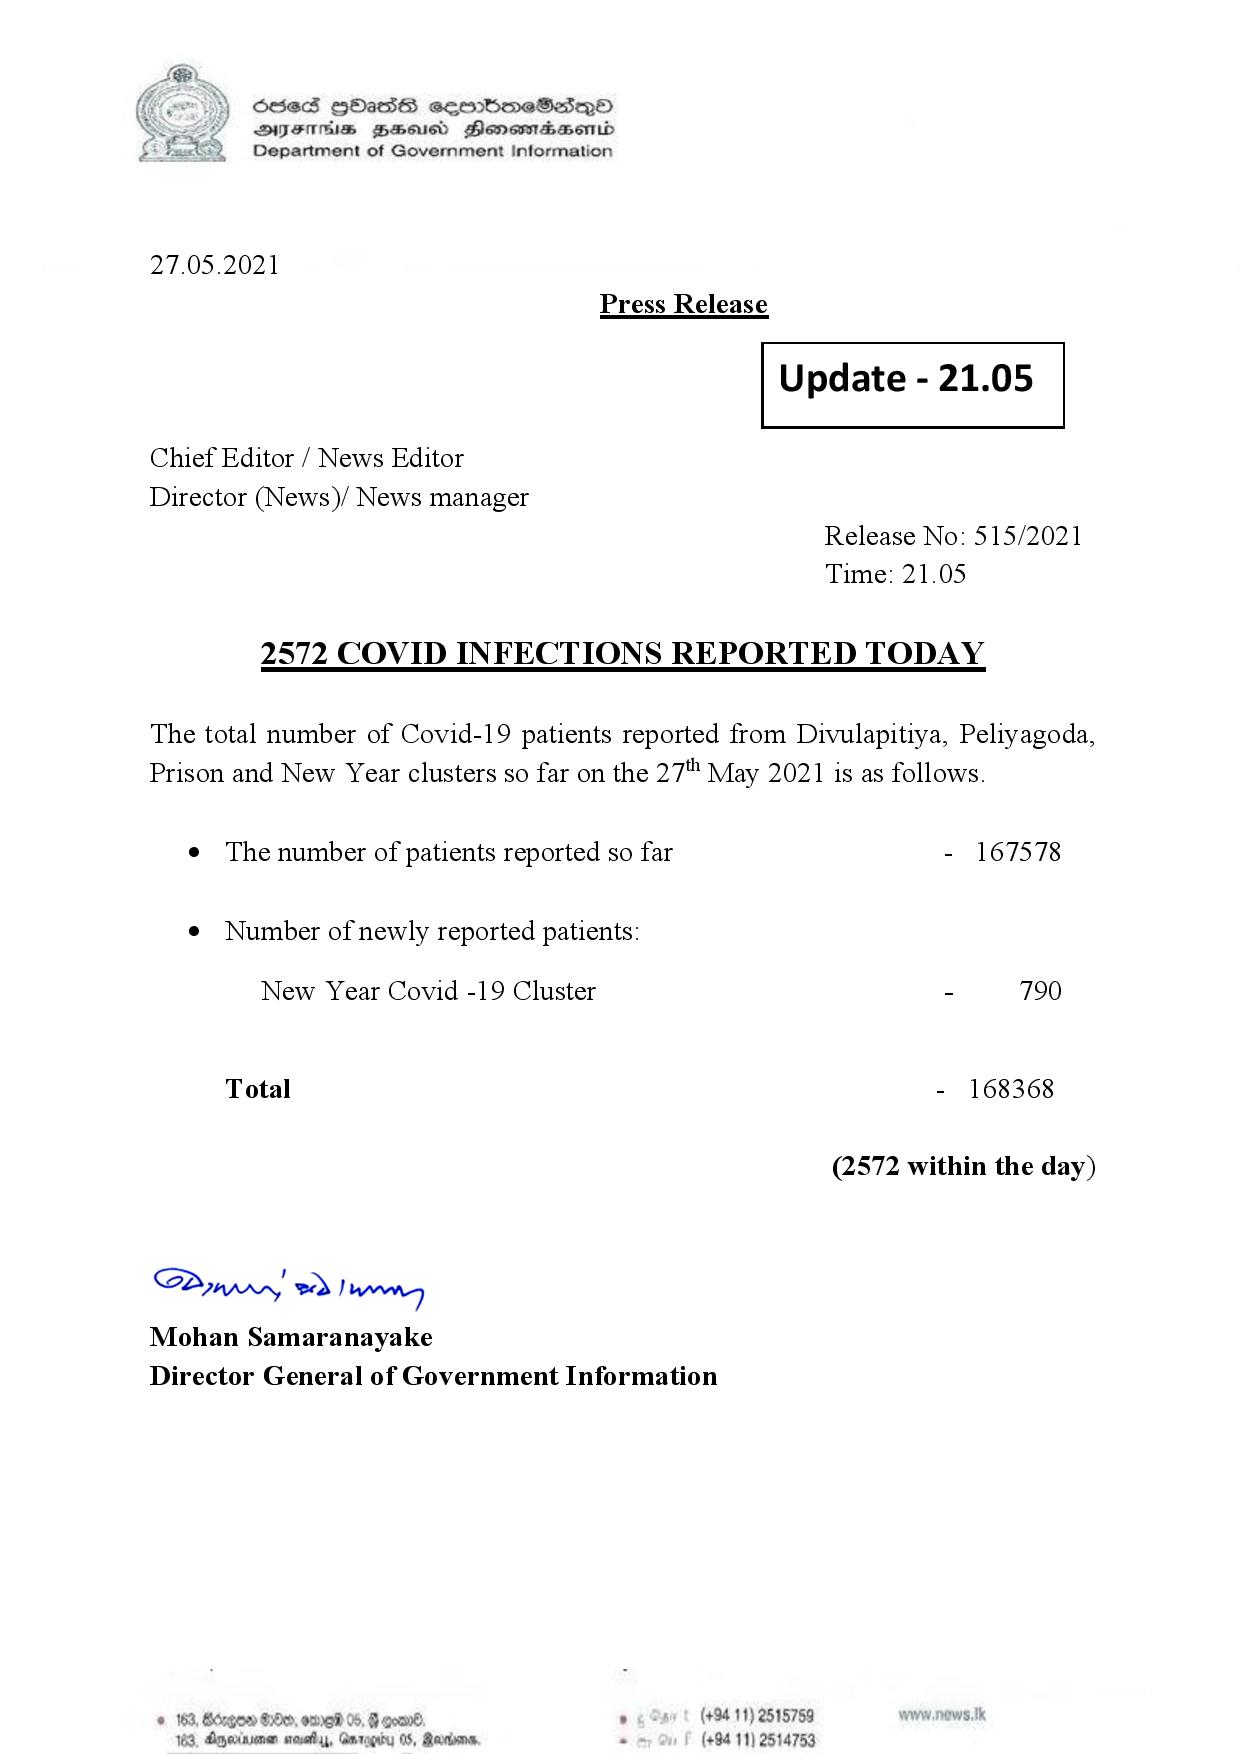 රජයේ ප්‍රවෘත්ති දෙපාර්තමේන්තුව
அரசாங்க தகவல் திணைக்களம்
Department of Government Information
27.05.2021
Press Release
Update - 21.05
Chief Editor / News Editor
Director (News)/ News manager
Release No: 515/2021
Time: 21.05
2572 COVID INFECTIONS REPORTED TODAY
The total number of Covid-19 patients reported from Divulapitiya, Peliyagoda,
Prison and New Year clusters so far on the 27th May 2021 is as follows.
• The number of patients reported so far - 167578
• Number of newly reported patients:
New Year Covid -19 Cluster - 790
Total - 168368
(2572 within the day)
Mohan Samaranayake
Director General of Government Information
163, කිරුලපන මාවත, කොළඹ 05, ශ්‍රී ලංකාව.
163, கிருலப்பனை எவனியூ, கொழும்பு 05, இலங்கை.
(+94 11) 2515759
(+94 11) 2514753
www.news.lk